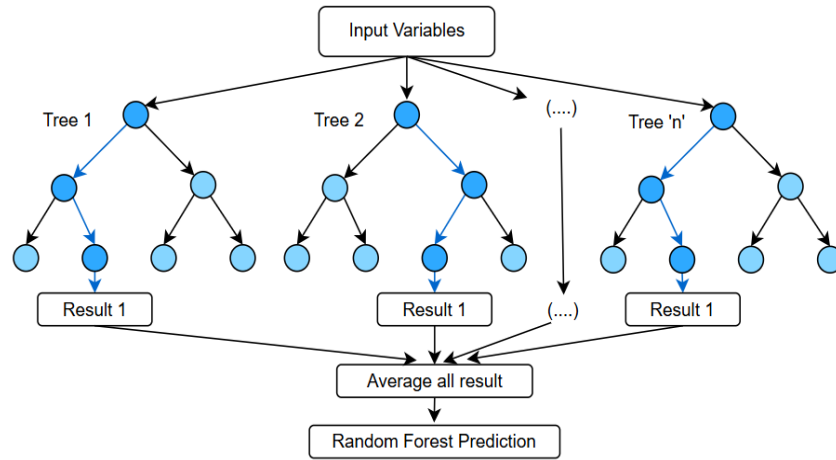 Input Variables
Tree 1
Tree 2
(....)
Tree 'n'
Result 1
Result 1
(....)
Result 1
Average all result
Random Forest Prediction